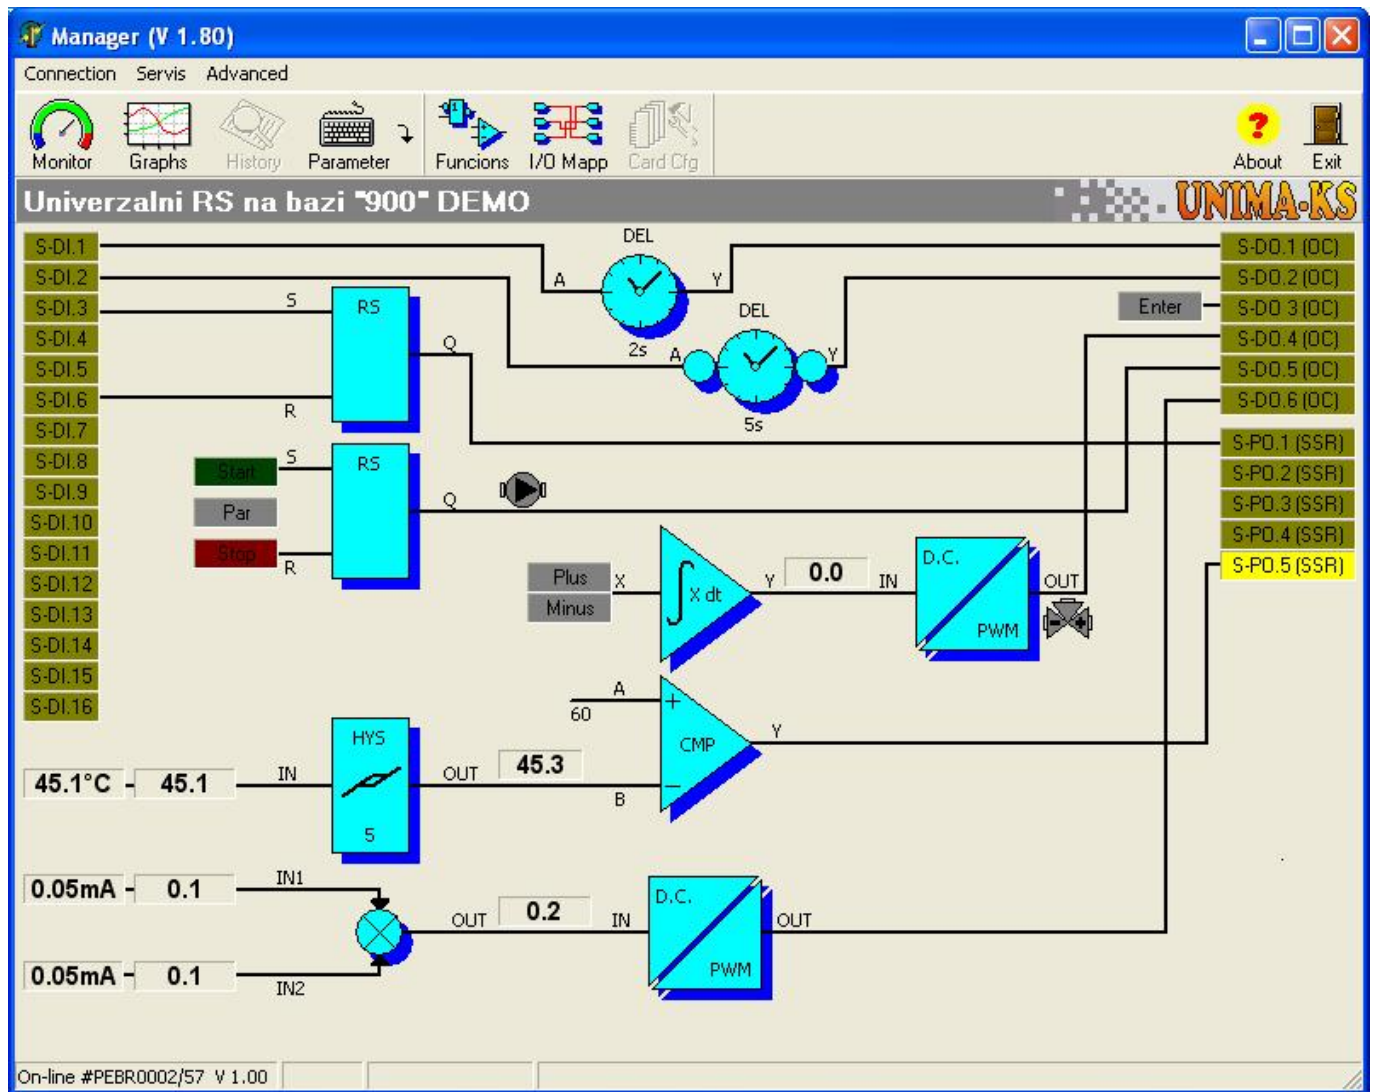 Manager (V 1.80)
Connection Servis Advanced
Monitor Graphs History Parameter Funcions I/O Mapp Card Cfg About Exit
Univerzalni RS na bazi "900" DEMO
UNIMA-KS
S-DI.1
S-DI.2
S-DI.3
S-DI.4
S-DI.5
S-DI.6
S-DI.7
S-DI.8
S-DI.9
S-DI.10
S-DI.11
S-DI.12
S-DI.13
S-DI.14
S-DI.15
S-DI.16
DEL
A Y
2s
DEL
A Y
5s
S RS
Q
R
Start S RS
Par Q
Stop R
Plus X
Minus
X dt
Y 0.0 IN
D.C.
PWM
OUT
A
60
+
CMP
−
Y
B
45.1°C 45.1 IN
HYS
5
OUT 45.3
0.05mA 0.1 IN1
0.05mA 0.1 IN2
OUT 0.2 IN
D.C.
PWM
OUT
Enter
S-DO.1 (OC)
S-DO.2 (OC)
S-DO 3 (OC)
S-DO.4 (OC)
S-DO.5 (OC)
S-DO.6 (OC)
S-PO.1 (SSR)
S-PO.2 (SSR)
S-PO.3 (SSR)
S-PO.4 (SSR)
S-PO.5 (SSR)
On-line #PEBR0002/57 V 1.00